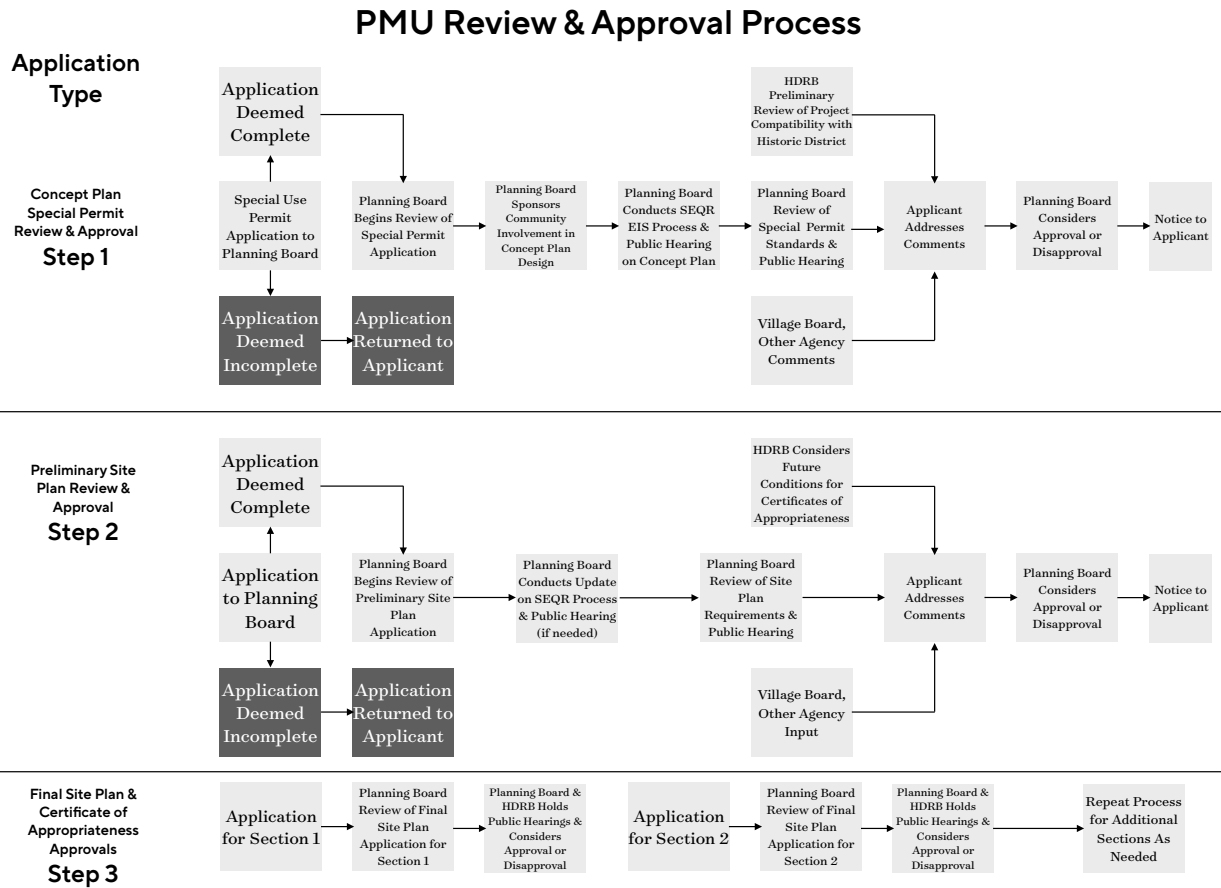 PMU Review & Approval Process
Application
Type
Application
Deemed
Complete
HDRB
Preliminary
Review of Project
Compatibility with
Historic District
Concept Plan
Special Permit
Review & Approval
Step 1
Special Use
Permit
Application to
Planning Board
Planning Board
Begins Review of
Special Permit
Application
Planning Board
Sponsors
Community
Involvement in
Concept Plan
Design
Planning Board
Conducts SEQR
EIS Process &
Public Hearing
on Concept Plan
Planning Board
Review of
Special Permit
Standards &
Public Hearing
Applicant
Addresses
Comments
Planning Board
Considers
Approval or
Disapproval
Notice to
Applicant
Application
Deemed
Incomplete
Application
Returned to
Applicant
Village Board,
Other Agency
Comments
Preliminary Site
Plan Review &
Approval
Step 2
Application
Deemed
Complete
HDRB Considers
Future
Conditions for
Certificates of
Appropriateness
Application
to Planning
Board
Planning Board
Begins Review of
Preliminary Site
Plan
Application
Planning Board
Conducts Update
on SEQR Process
& Public Hearing
(if needed)
Planning Board
Review of Site
Plan
Requirements &
Public Hearing
Applicant
Addresses
Comments
Planning Board
Considers
Approval or
Disapproval
Notice to
Applicant
Application
Deemed
Incomplete
Application
Returned to
Applicant
Village Board,
Other Agency
Input
Final Site Plan &
Certificate of
Appropriateness
Approvals
Step 3
Application
for Section 1
Planning Board
Review of Final
Site Plan
Application for
Section 1
Planning Board &
HDRB Holds
Public Hearings &
Considers
Approval or
Disapproval
Application
for Section 2
Planning Board
Review of Final
Site Plan
Application for
Section 2
Planning Board &
HDRB Holds
Public Hearings &
Considers
Approval or
Disapproval
Repeat Process
for Additional
Sections As
Needed